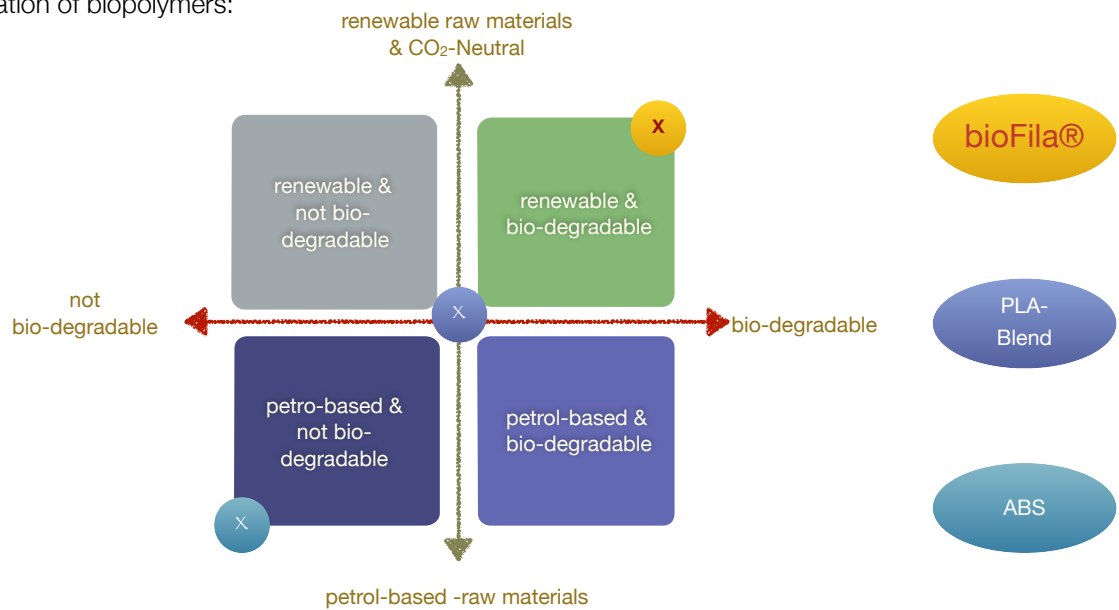 ation of biopolymers:
renewable raw materials
& CO₂-Neutral
X
bioFila®
renewable &
not bio-
degradable
renewable &
bio-degradable
not
bio-degradable
X
bio-degradable
PLA-
Blend
petro-based &
not bio-
degradable
petrol-based &
bio-degradable
X
ABS
petrol-based -raw materials